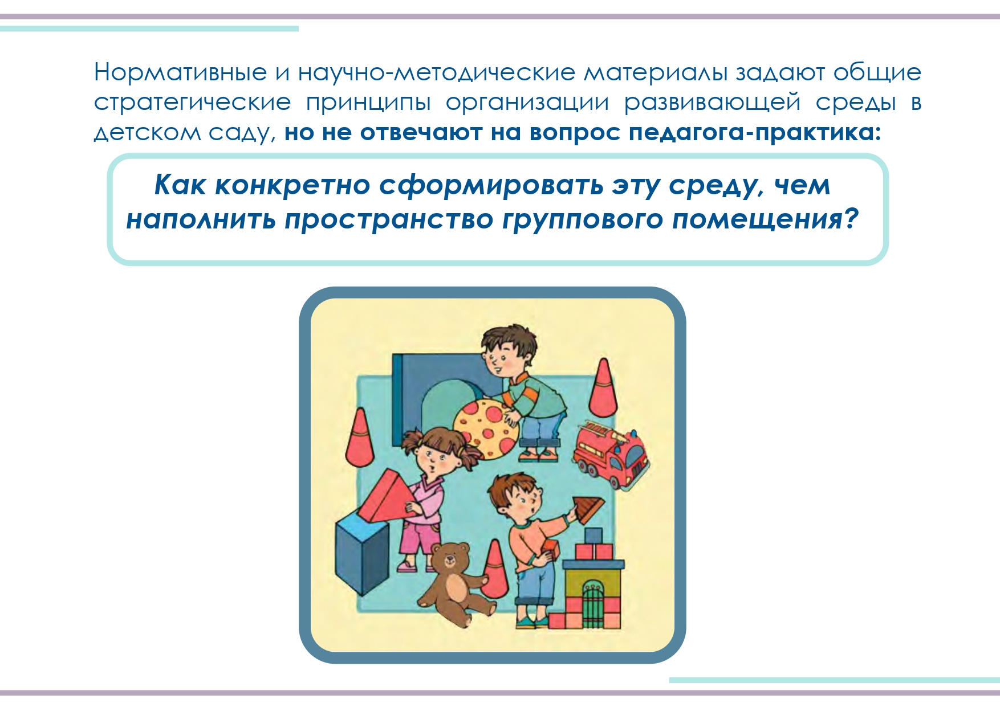 Нормативные и научно-методические материалы задают общие
стратегические принципы организации развивающей среды в
детском саду, но не отвечают на вопрос педагога-практика:
Как конкретно сформировать эту среду, чем
наполнить пространство группового помещения?